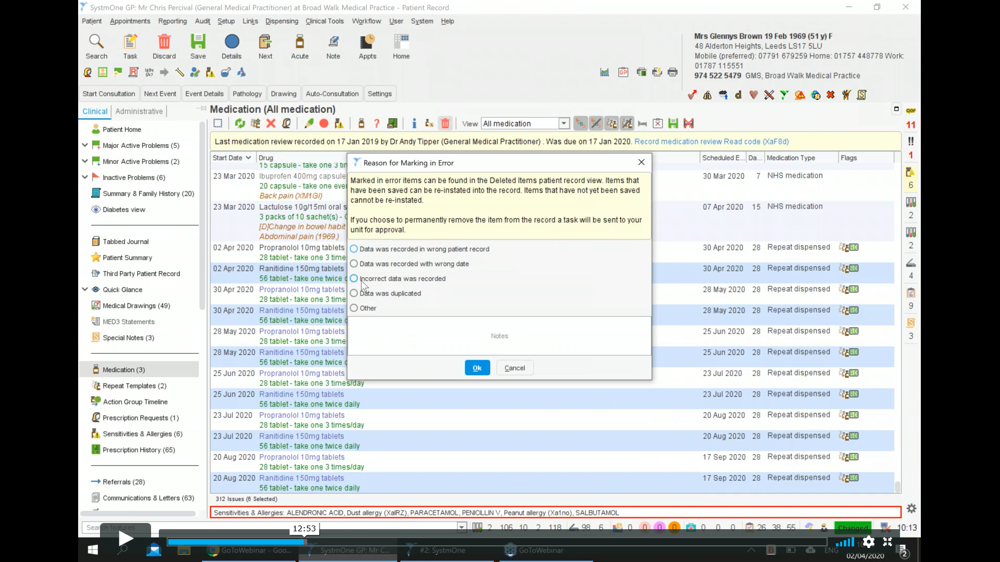 SystmOne GP: Mr Chris Percival (General Medical Practitioner) at Broad Walk Medical Practice - Patient Record
Patient Appointments Reporting Audit Setup Links Dispensing Clinical Tools Workflow User System Help
Search Task Discard Save Details Next Acute Note Appts Home
Mrs Glennys Brown 19 Feb 1969 (51 y) F
48 Alderton Heights, Leeds LS17 5LU
Mobile (preferred): 07791 679259 Home: 01757 448778 Work:
01787 115551
974 522 5479 GMS, Broad Walk Medical Practice
GP
Start Consultation Next Event Event Details Pathology Drawing Auto-Consultation Settings
Clinical Administrative
Patient Home
Major Active Problems (5)
Minor Active Problems (2)
Inactive Problems (6)
Summary & Family History (20)
Diabetes view
Tabbed Journal
Patient Summary
Third Party Patient Record
Quick Glance
Medical Drawings (49)
MED3 Statements
Special Notes (3)
Medication (3)
Repeat Templates (2)
Action Group Timeline
Prescription Requests (1)
Sensitivities & Allergies (6)
Prescription History (65)
Referrals (28)
Communications & Letters (63)
Medication (All medication)
View All medication
Last medication review recorded on 17 Jan 2019 by Dr Andy Tipper (General Medical Practitioner) . Was due on 17 Jan 2020. Record medication review Read code (XaF8d)
Start Date Drug Scheduled E... Da... Medication Type Flags
15 capsule - take one 3 tim
23 Mar 2020 Ibuprofen 400mg capsule 30 Mar 2020 7 NHS medication
20 capsule - take one eve
Back pain (XM1GI)
23 Mar 2020 Lactulose 10g/15ml oral s 07 Apr 2020 15 NHS medication
3 packs of 10 sachet(s) -
[D]Change in bowel habit
Abdominal pain (1969.)
02 Apr 2020 Propranolol 10mg tablets 30 Apr 2020 28 Repeat dispensed RD
28 tablet - take one 3 time
02 Apr 2020 Ranitidine 150mg tablets 30 Apr 2020 28 Repeat dispensed RD
56 tablet - take one twice d
30 Apr 2020 Propranolol 10mg tablets 28 May 2020 28 Repeat dispensed RD
28 tablet - take one 3 time
30 Apr 2020 Ranitidine 150mg tablets 28 May 2020 28 Repeat dispensed RD
56 tablet - take one twice d
28 May 2020 Propranolol 10mg tablets 25 Jun 2020 28 Repeat dispensed RD
28 tablet - take one 3 time
28 May 2020 Ranitidine 150mg tablets 25 Jun 2020 28 Repeat dispensed RD
56 tablet - take one twice d
25 Jun 2020 Propranolol 10mg tablets 23 Jul 2020 28 Repeat dispensed RD
28 tablet - take one 3 times/day
25 Jun 2020 Ranitidine 150mg tablets 23 Jul 2020 28 Repeat dispensed RD
56 tablet - take one twice daily
23 Jul 2020 Propranolol 10mg tablets 20 Aug 2020 28 Repeat dispensed RD
28 tablet - take one 3 times/day
23 Jul 2020 Ranitidine 150mg tablets 20 Aug 2020 28 Repeat dispensed RD
56 tablet - take one twice daily
20 Aug 2020 Propranolol 10mg tablets 17 Sep 2020 28 Repeat dispensed RD
28 tablet - take one 3 times/day
20 Aug 2020 Ranitidine 150mg tablets 17 Sep 2020 28 Repeat dispensed RD
56 tablet - take one twice daily
312 Issues (6 Selected)
Sensitivities & Allergies: ALENDRONIC ACID, Dust allergy (XaIRZ), PARACETAMOL, PENICILLIN V, Peanut allergy (Xa1no), SALBUTAMOL
Reason for Marking in Error
Marked in error items can be found in the Deleted Items patient record view. Items that
have been saved can be re-instated into the record. Items that have not yet been saved
cannot be re-instated.
If you choose to permanently remove the item from the record a task will be sent to your
unit for approval.
Data was recorded in wrong patient record
Data was recorded with wrong date
Incorrect data was recorded
Data was duplicated
Other
Notes
Ok Cancel
QOF
11
!!
1
6
2
2
4
9
3
Search features
2 106 10 2 118 98 6 0 0 0 0 0 0 0 26 38 55 Changed 10:13
12:53
GoToWebinar - Goo... SystmOne GP: Mr C... #2: SystmOne GoToWebinar ENG
02/04/2020
2